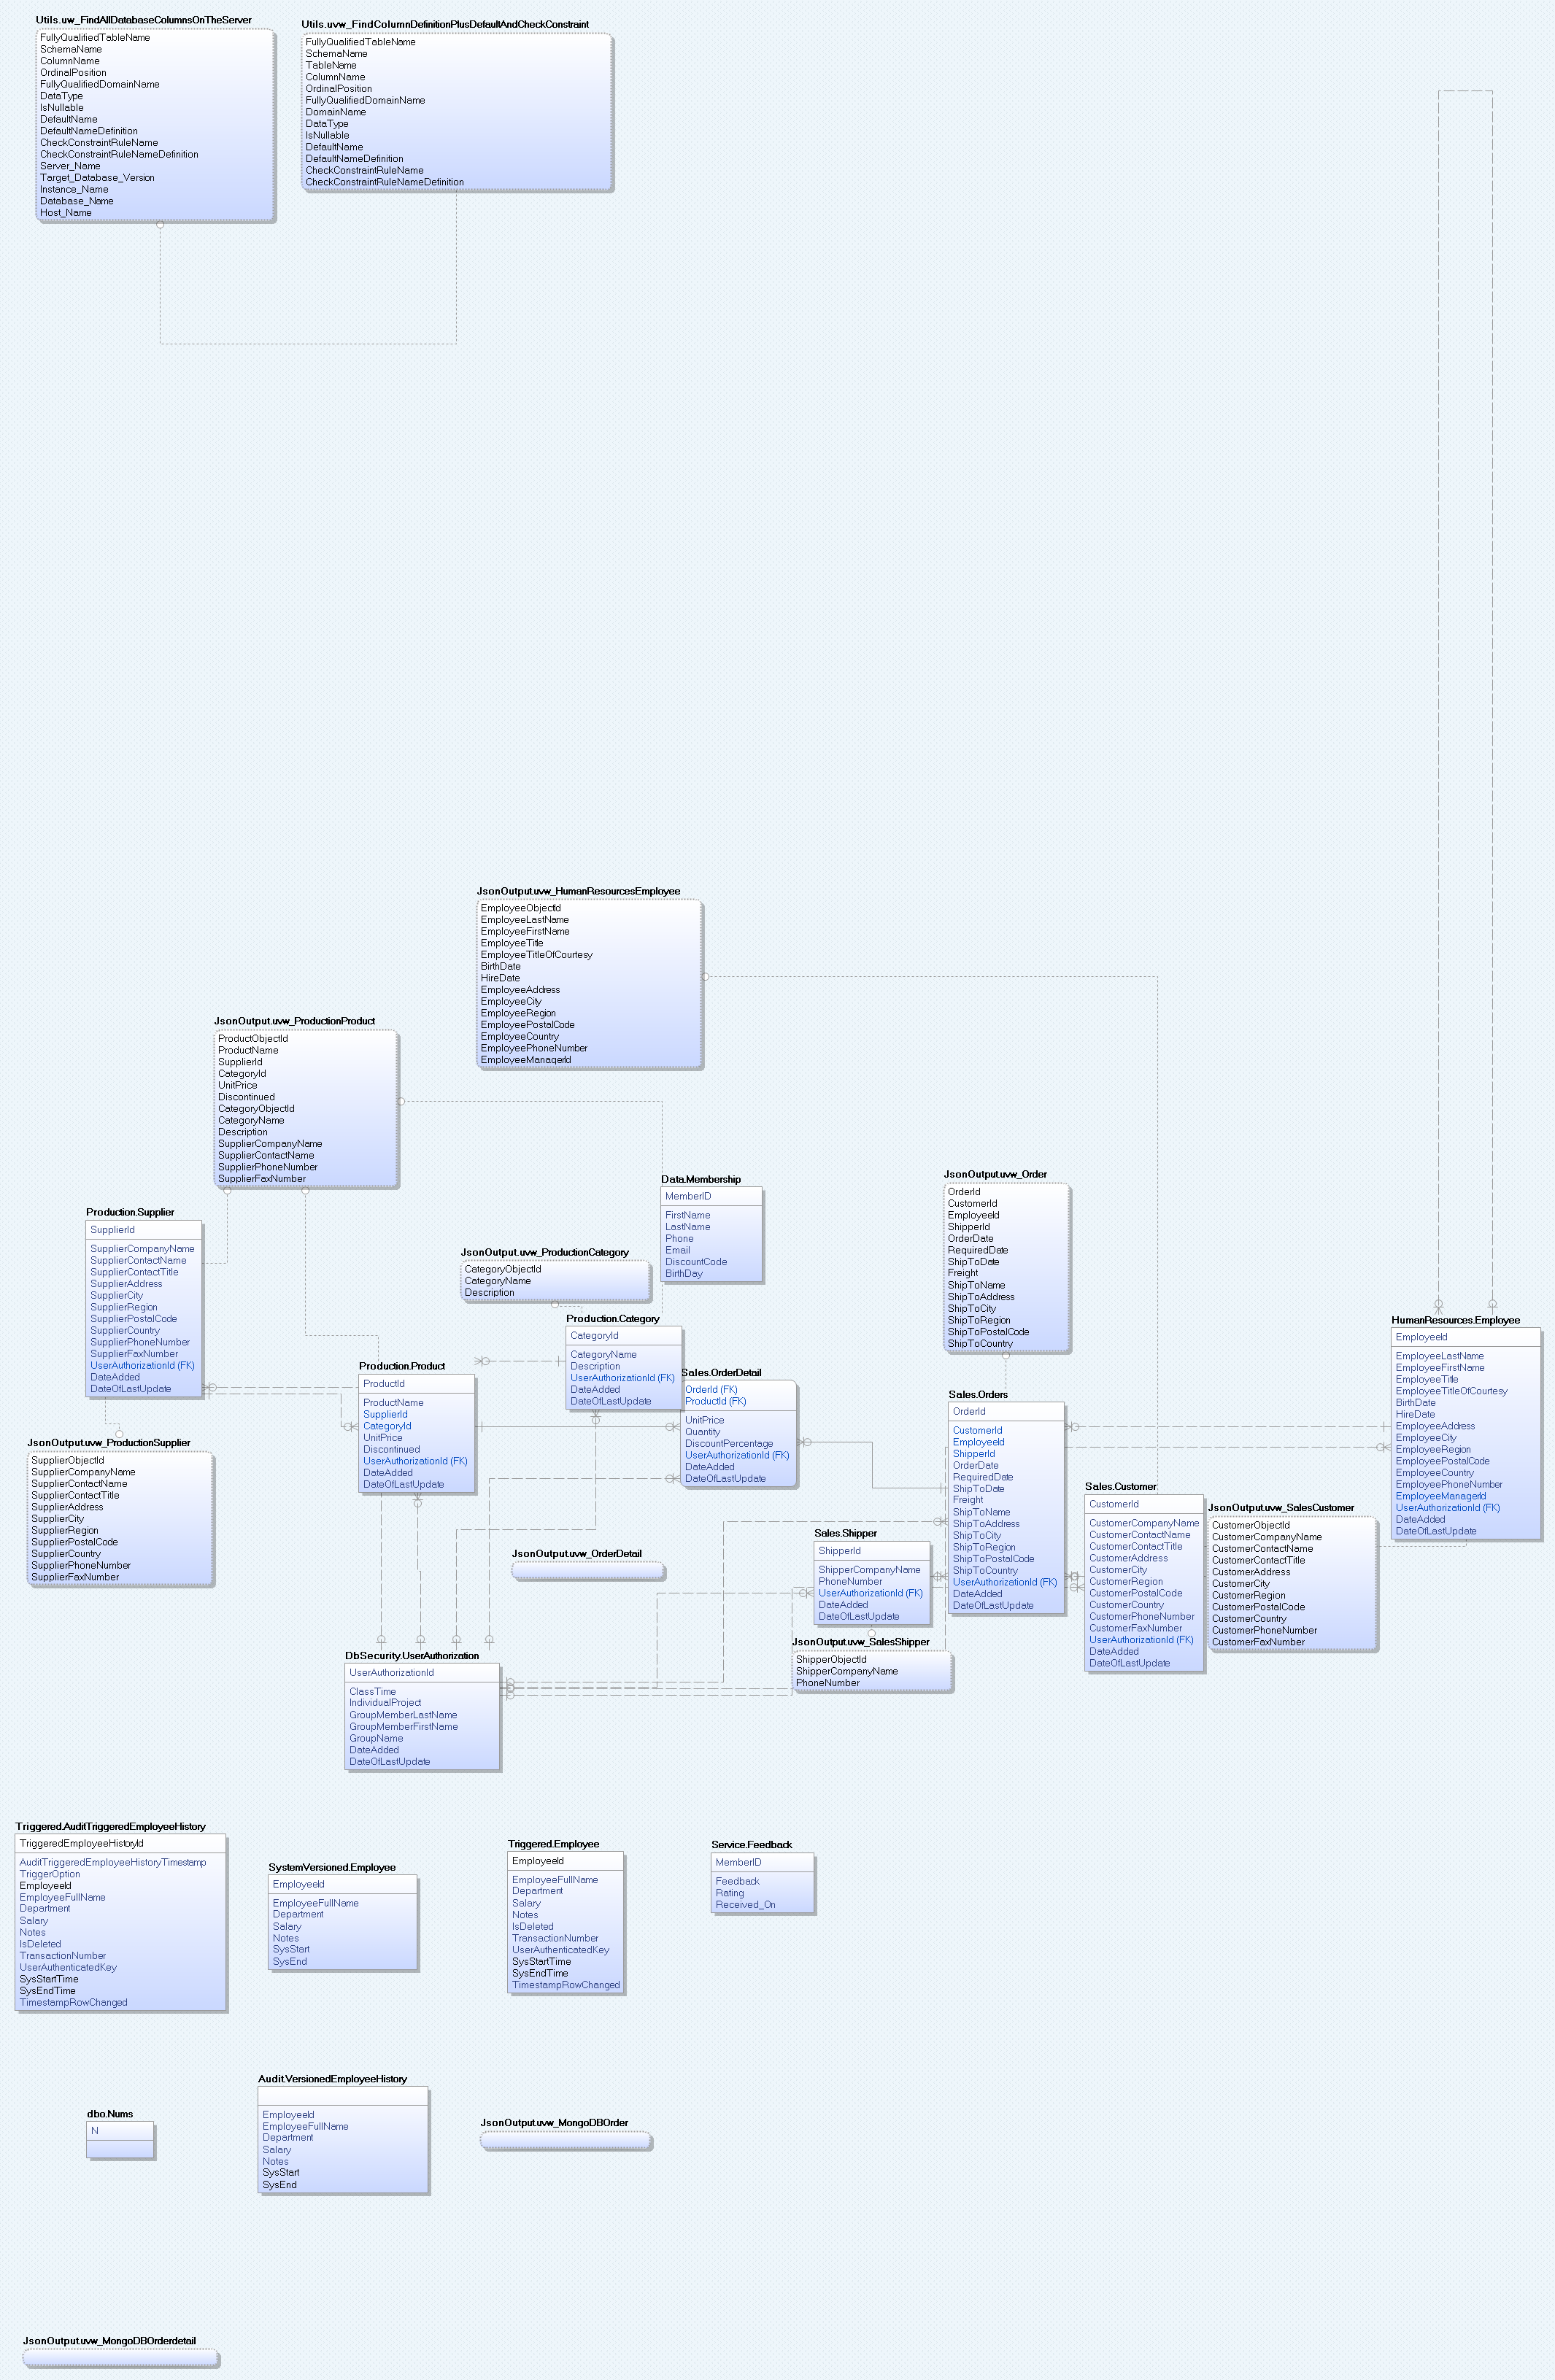 Utils.uw_FindAllDatabaseColumnsOnTheServer
FullyQualifiedTableName
SchemaName
ColumnName
OrdinalPosition
FullyQualifiedDomainName
DataType
IsNullable
DefaultName
DefaultNameDefinition
CheckConstraintRuleName
CheckConstraintRuleNameDefinition
Server_Name
Target_Database_Version
Instance_Name
Database_Name
Host_Name
Utils.uvw_FindColumnDefinitionPlusDefaultAndCheckConstraint
FullyQualifiedTableName
SchemaName
TableName
ColumnName
OrdinalPosition
FullyQualifiedDomainName
DomainName
DataType
IsNullable
DefaultName
DefaultNameDefinition
CheckConstraintRuleName
CheckConstraintRuleNameDefinition
JsonOutput.uvw_HumanResourcesEmployee
EmployeeObjectId
EmployeeLastName
EmployeeFirstName
EmployeeTitle
EmployeeTitleOfCourtesy
BirthDate
HireDate
EmployeeAddress
EmployeeCity
EmployeeRegion
EmployeePostalCode
EmployeeCountry
EmployeePhoneNumber
EmployeeManagerId
JsonOutput.uvw_ProductionProduct
ProductObjectId
ProductName
SupplierId
CategoryId
UnitPrice
Discontinued
CategoryObjectId
CategoryName
Description
SupplierCompanyName
SupplierContactName
SupplierPhoneNumber
SupplierFaxNumber
Data.Membership
MemberID
FirstName
LastName
Phone
Email
DiscountCode
BirthDay
JsonOutput.uvw_Order
OrderId
CustomerId
EmployeeId
ShipperId
OrderDate
RequiredDate
ShipToDate
Freight
ShipToName
ShipToAddress
ShipToCity
ShipToRegion
ShipToPostalCode
ShipToCountry
Production.Supplier
SupplierId
SupplierCompanyName
SupplierContactName
SupplierContactTitle
SupplierAddress
SupplierCity
SupplierRegion
SupplierPostalCode
SupplierCountry
SupplierPhoneNumber
SupplierFaxNumber
UserAuthorizationId (FK)
DateAdded
DateOfLastUpdate
JsonOutput.uvw_ProductionCategory
CategoryObjectId
CategoryName
Description
Production.Category
CategoryId
CategoryName
Description
UserAuthorizationId (FK)
DateAdded
DateOfLastUpdate
HumanResources.Employee
EmployeeId
EmployeeLastName
EmployeeFirstName
EmployeeTitle
EmployeeTitleOfCourtesy
BirthDate
HireDate
EmployeeAddress
EmployeeCity
EmployeeRegion
EmployeePostalCode
EmployeeCountry
EmployeePhoneNumber
EmployeeManagerId
UserAuthorizationId (FK)
DateAdded
DateOfLastUpdate
Production.Product
ProductId
ProductName
SupplierId
CategoryId
UnitPrice
Discontinued
UserAuthorizationId (FK)
DateAdded
DateOfLastUpdate
Sales.OrderDetail
OrderId (FK)
ProductId (FK)
UnitPrice
Quantity
DiscountPercentage
UserAuthorizationId (FK)
DateAdded
DateOfLastUpdate
Sales.Orders
OrderId
CustomerId
EmployeeId
ShipperId
OrderDate
RequiredDate
ShipToDate
Freight
ShipToName
ShipToAddress
ShipToCity
ShipToRegion
ShipToPostalCode
ShipToCountry
UserAuthorizationId (FK)
DateAdded
DateOfLastUpdate
JsonOutput.uvw_ProductionSupplier
SupplierObjectId
SupplierCompanyName
SupplierContactName
SupplierContactTitle
SupplierAddress
SupplierCity
SupplierRegion
SupplierPostalCode
SupplierCountry
SupplierPhoneNumber
SupplierFaxNumber
Sales.Customer
CustomerId
CustomerCompanyName
CustomerContactName
CustomerContactTitle
CustomerAddress
CustomerCity
CustomerRegion
CustomerPostalCode
CustomerCountry
CustomerPhoneNumber
CustomerFaxNumber
UserAuthorizationId (FK)
DateAdded
DateOfLastUpdate
JsonOutput.uvw_SalesCustomer
CustomerObjectId
CustomerCompanyName
CustomerContactName
CustomerContactTitle
CustomerAddress
CustomerCity
CustomerRegion
CustomerPostalCode
CustomerCountry
CustomerPhoneNumber
CustomerFaxNumber
Sales.Shipper
ShipperId
ShipperCompanyName
PhoneNumber
UserAuthorizationId (FK)
DateAdded
DateOfLastUpdate
JsonOutput.uvw_OrderDetail
JsonOutput.uvw_SalesShipper
ShipperObjectId
ShipperCompanyName
PhoneNumber
DbSecurity.UserAuthorization
UserAuthorizationId
ClassTime
IndividualProject
GroupMemberLastName
GroupMemberFirstName
GroupName
DateAdded
DateOfLastUpdate
Triggered.AuditTriggeredEmployeeHistory
TriggeredEmployeeHistoryId
AuditTriggeredEmployeeHistoryTimestamp
TriggerOption
EmployeeId
EmployeeFullName
Department
Salary
Notes
IsDeleted
TransactionNumber
UserAuthenticatedKey
SysStartTime
SysEndTime
TimestampRowChanged
SystemVersioned.Employee
EmployeeId
EmployeeFullName
Department
Salary
Notes
SysStart
SysEnd
Triggered.Employee
EmployeeId
EmployeeFullName
Department
Salary
Notes
IsDeleted
TransactionNumber
UserAuthenticatedKey
SysStartTime
SysEndTime
TimestampRowChanged
Service.Feedback
MemberID
Feedback
Rating
Received_On
dbo.Nums
N
Audit.VersionedEmployeeHistory
EmployeeId
EmployeeFullName
Department
Salary
Notes
SysStart
SysEnd
JsonOutput.uvw_MongoDBOrder
JsonOutput.uvw_MongoDBOrderdetail